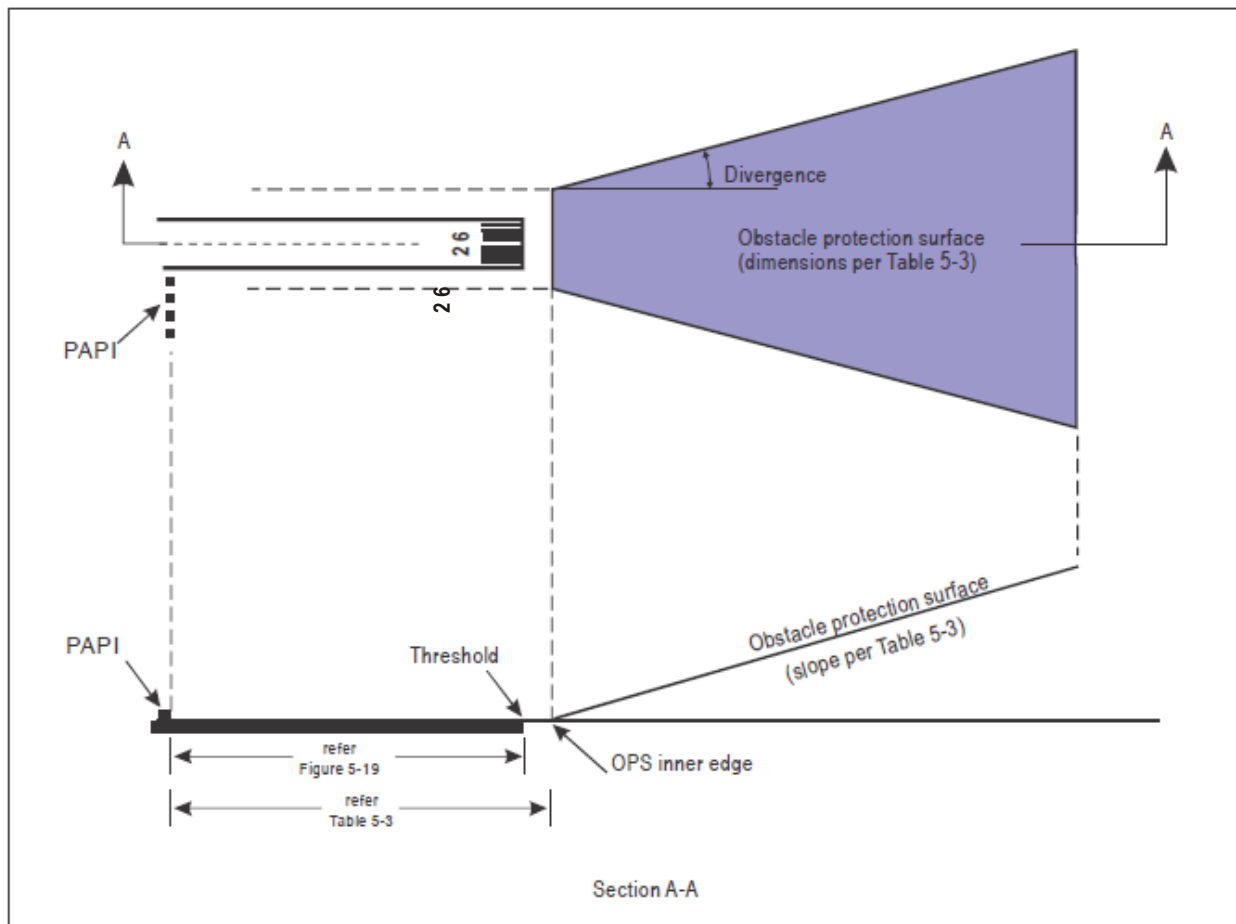 A
A
Divergence
Obstacle protection surface
(dimensions per Table 5-3)
26
26
PAPI
Obstacle protection surface
(slope per Table 5-3)
PAPI
Threshold
refer
Figure 5-19
OPS inner edge
refer
Table 5-3
Section A-A